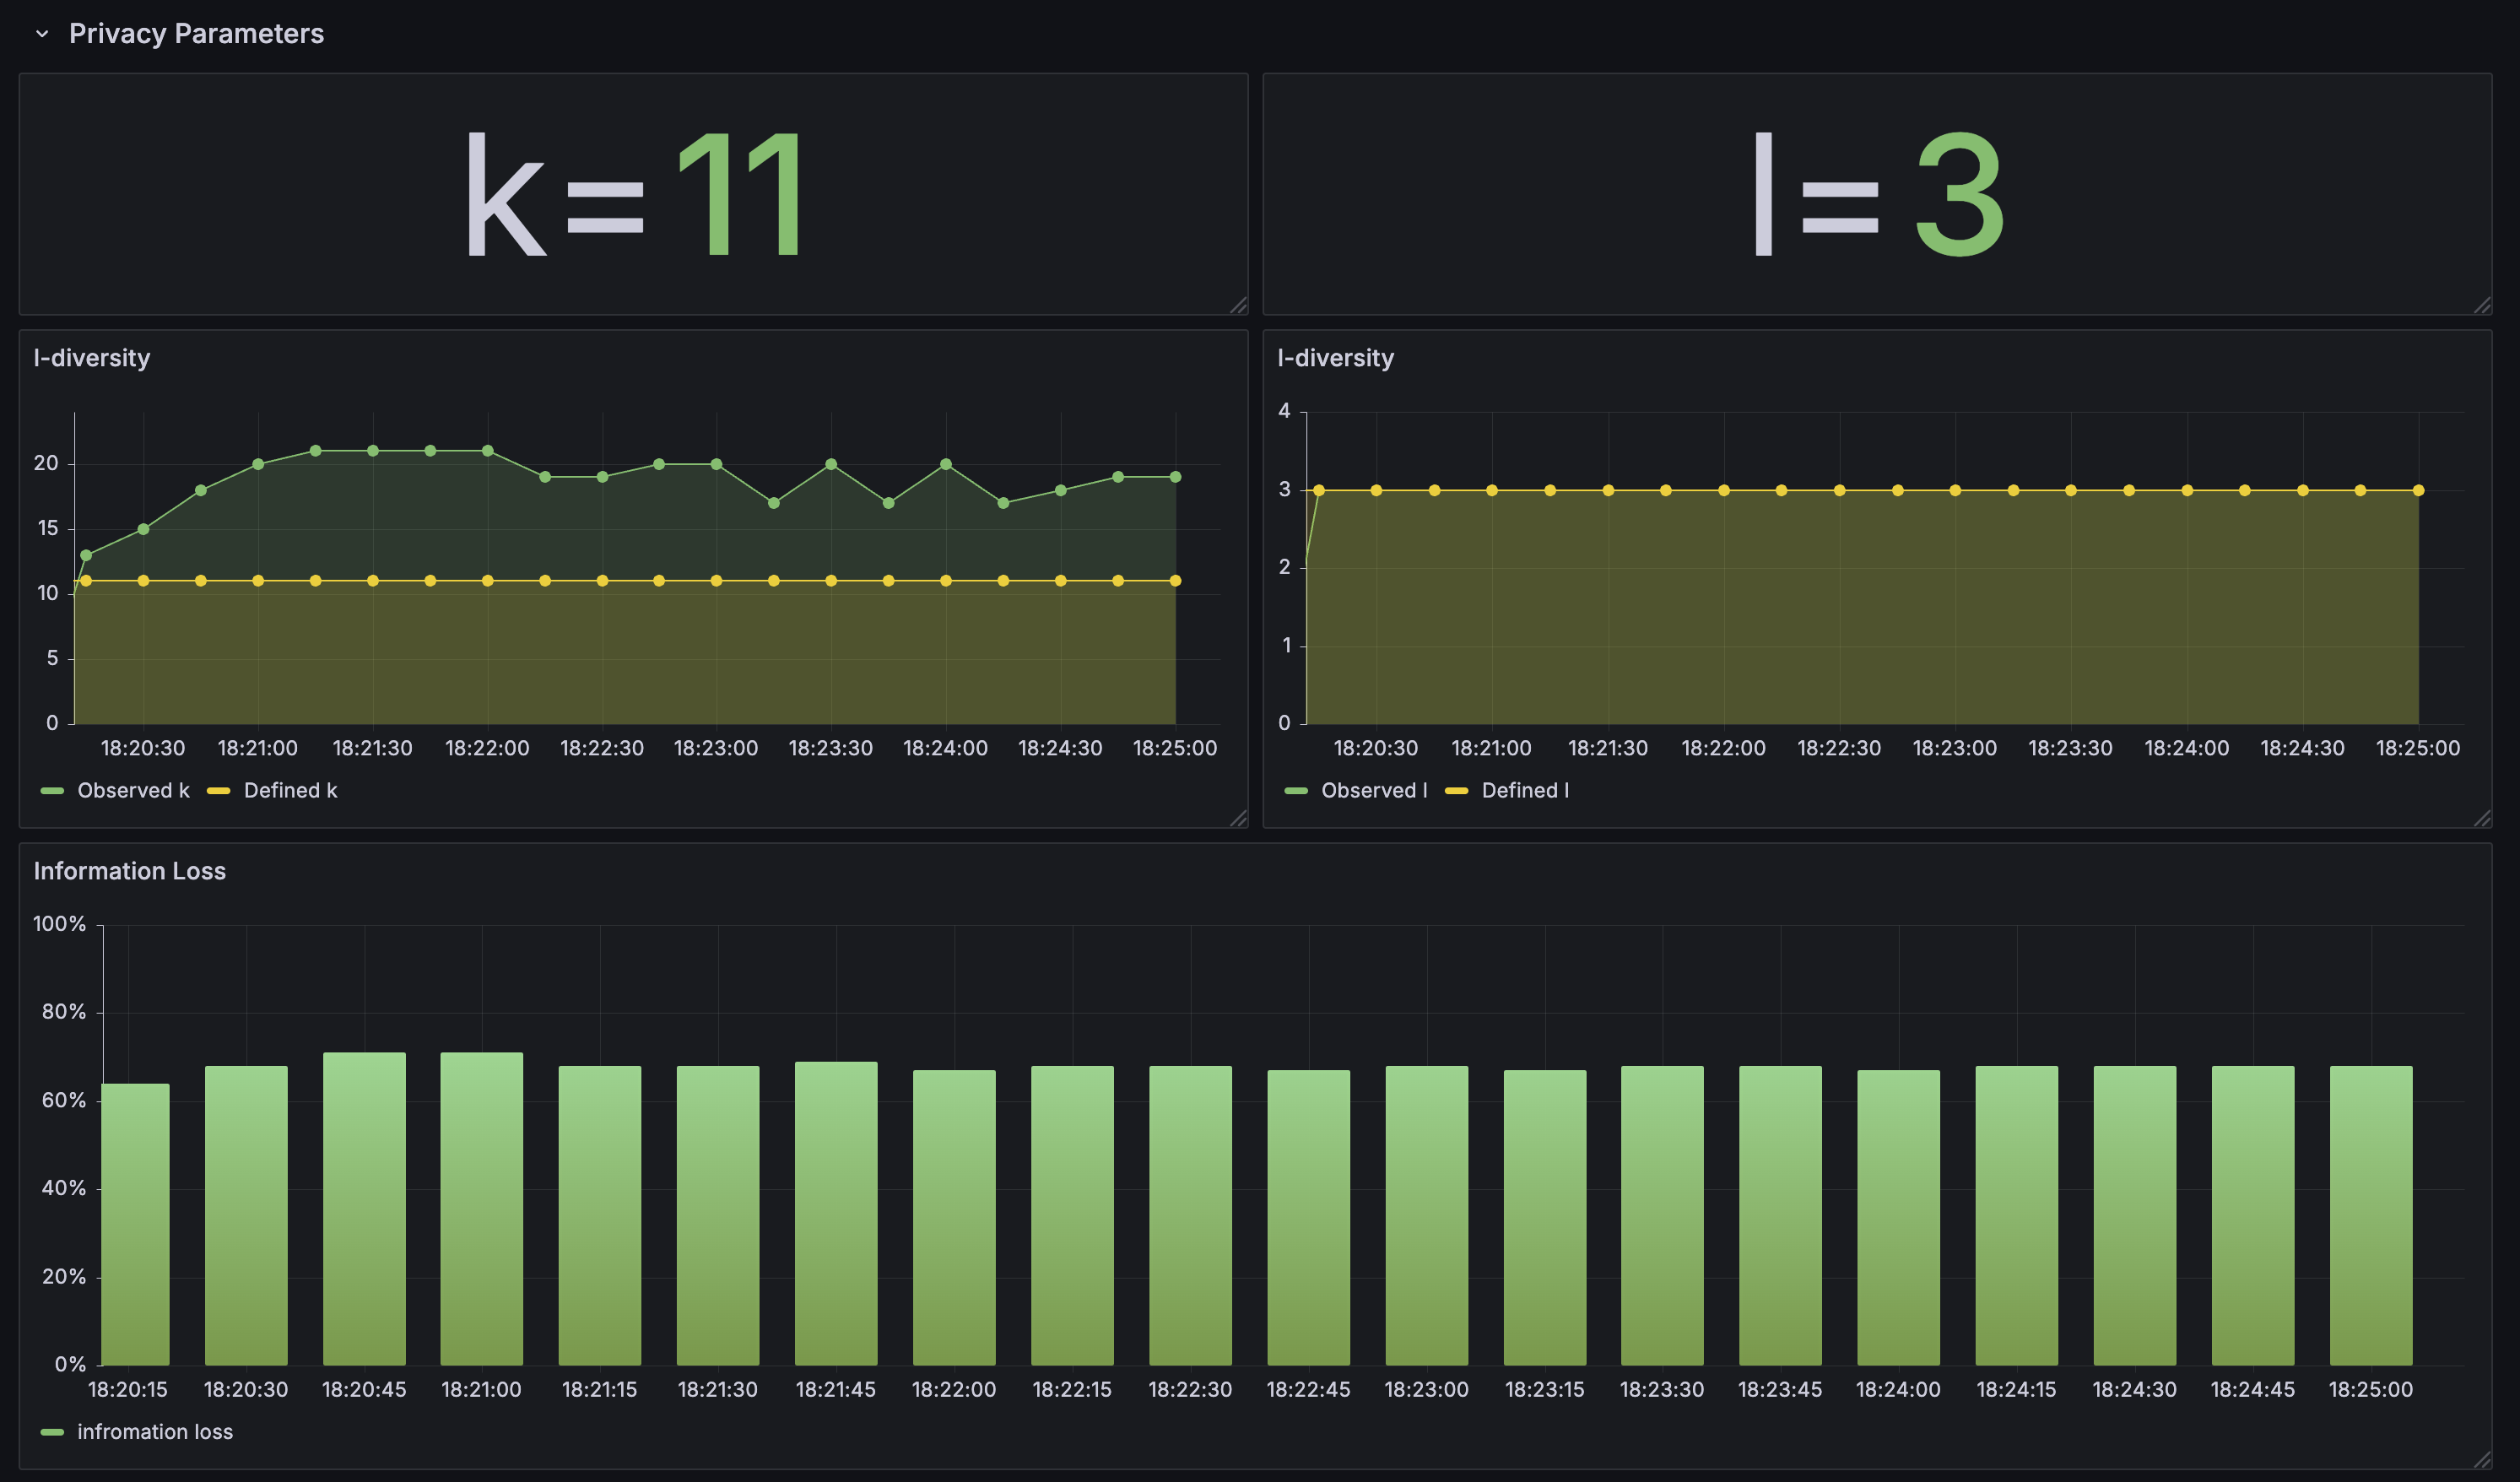 Privacy Parameters
k= 11
l= 3
l-diversity
20
15
10
5
0
18:20:30 18:21:00 18:21:30 18:22:00 18:22:30 18:23:00 18:23:30 18:24:00 18:24:30 18:25:00
Observed k Defined k
l-diversity
4
3
2
1
0
18:20:30 18:21:00 18:21:30 18:22:00 18:22:30 18:23:00 18:23:30 18:24:00 18:24:30 18:25:00
Observed l Defined l
Information Loss
100%
80%
60%
40%
20%
0%
18:20:15 18:20:30 18:20:45 18:21:00 18:21:15 18:21:30 18:21:45 18:22:00 18:22:15 18:22:30 18:22:45 18:23:00 18:23:15 18:23:30 18:23:45 18:24:00 18:24:15 18:24:30 18:24:45 18:25:00
infromation loss